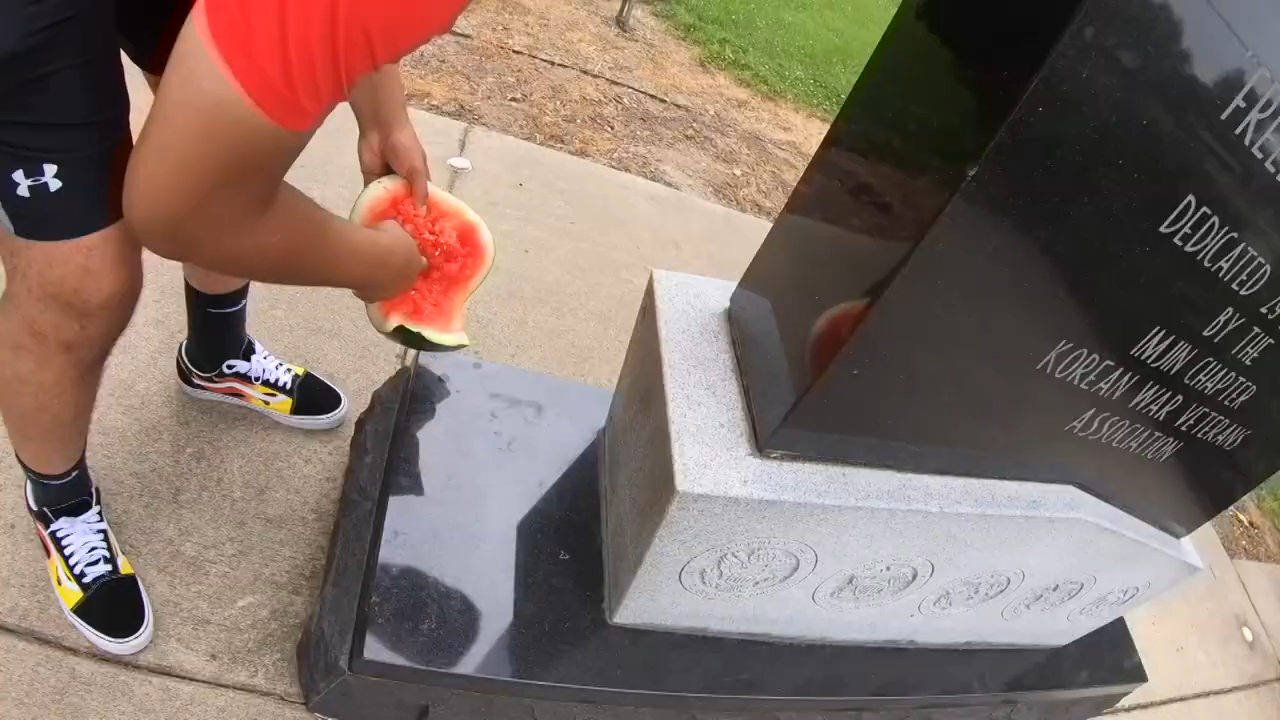 DEDICATED
BY THE
IMJIN CHAPTER
KOREAN WAR VETERANS
ASSOCIATION